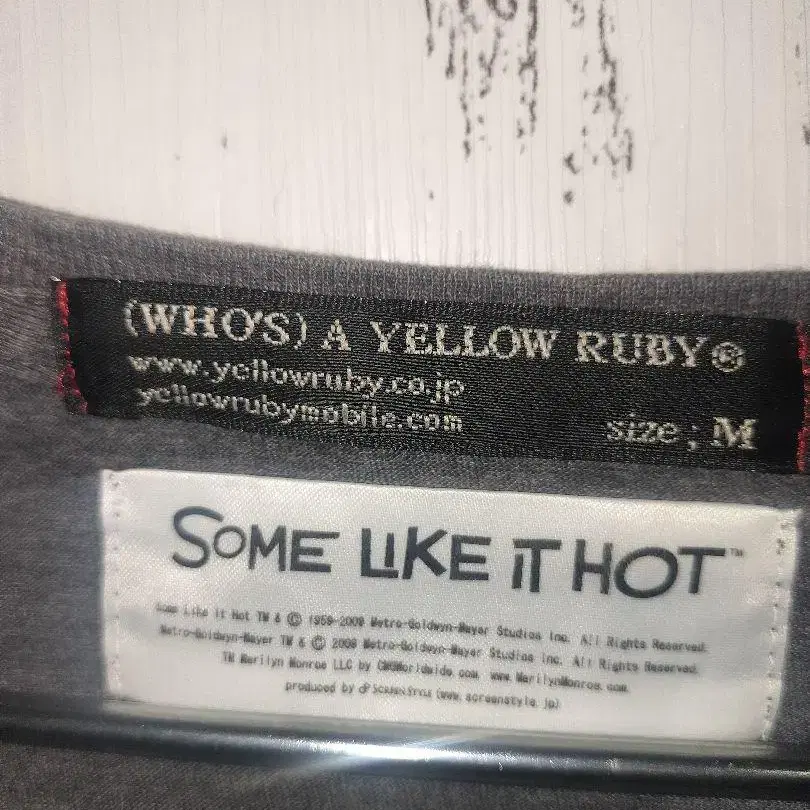 (WHO'S) A YELLOW RUBY®
www.yellowruby.co.jp
yellowrubymobile.com
size ; M
SOME LIKE iT HOT™
Some Like it Hot TM & © 1959-2009 Metro-Goldwyn-Mayer Studios Inc. All Rights Reserved.
Metro-Goldwyn-Mayer TM & © 2009 Metro-Goldwyn-Mayer Studios Inc. All Rights Reserved.
TM Marilyn Monroe LLC by CMGWorldwide.com www.MarilynMonroe.com
produced by ScreenStyle (www.screenstyle.jp)